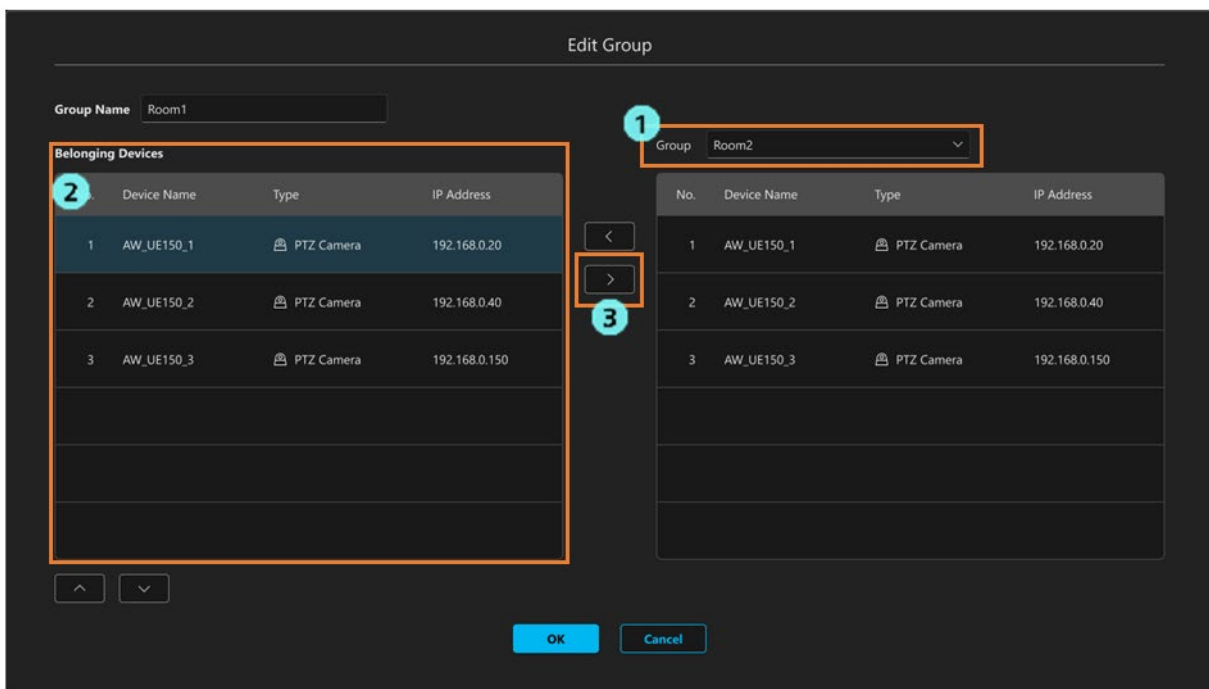 Edit Group
Group Name Room1
1
Group Room2
Belonging Devices
2 . Device Name Type IP Address
1 AW_UE150_1 PTZ Camera 192.168.0.20
2 AW_UE150_2 PTZ Camera 192.168.0.40
3 AW_UE150_3 PTZ Camera 192.168.0.150
<
>
3
No. Device Name Type IP Address
1 AW_UE150_1 PTZ Camera 192.168.0.20
2 AW_UE150_2 PTZ Camera 192.168.0.40
3 AW_UE150_3 PTZ Camera 192.168.0.150
OK Cancel